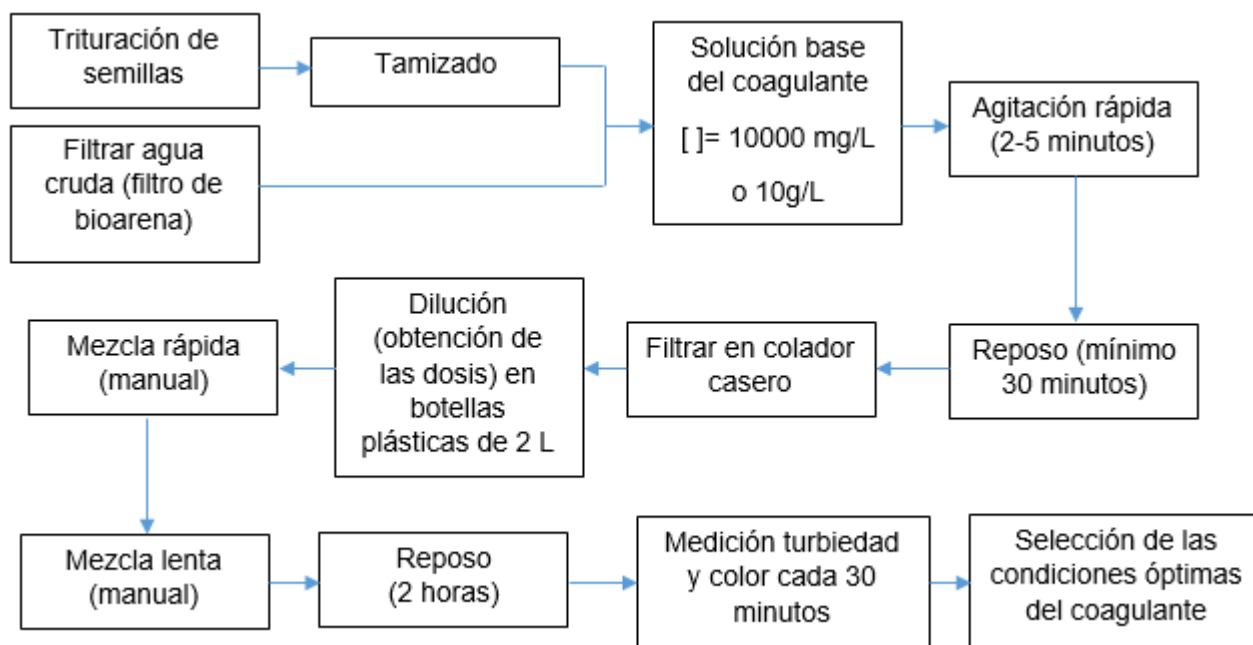 Trituración de
semillas
Tamizado
Filtrar agua
cruda (filtro de
bioarena)
Solución base
del coagulante
[ ]= 10000 mg/L
o 10g/L
Agitación rápida
(2-5 minutos)
Reposo (mínimo
30 minutos)
Filtrar en colador
casero
Dilución
(obtención de
las dosis) en
botellas
plásticas de 2 L
Mezcla rápida
(manual)
Mezcla lenta
(manual)
Reposo
(2 horas)
Medición turbiedad
y color cada 30
minutos
Selección de las
condiciones óptimas
del coagulante